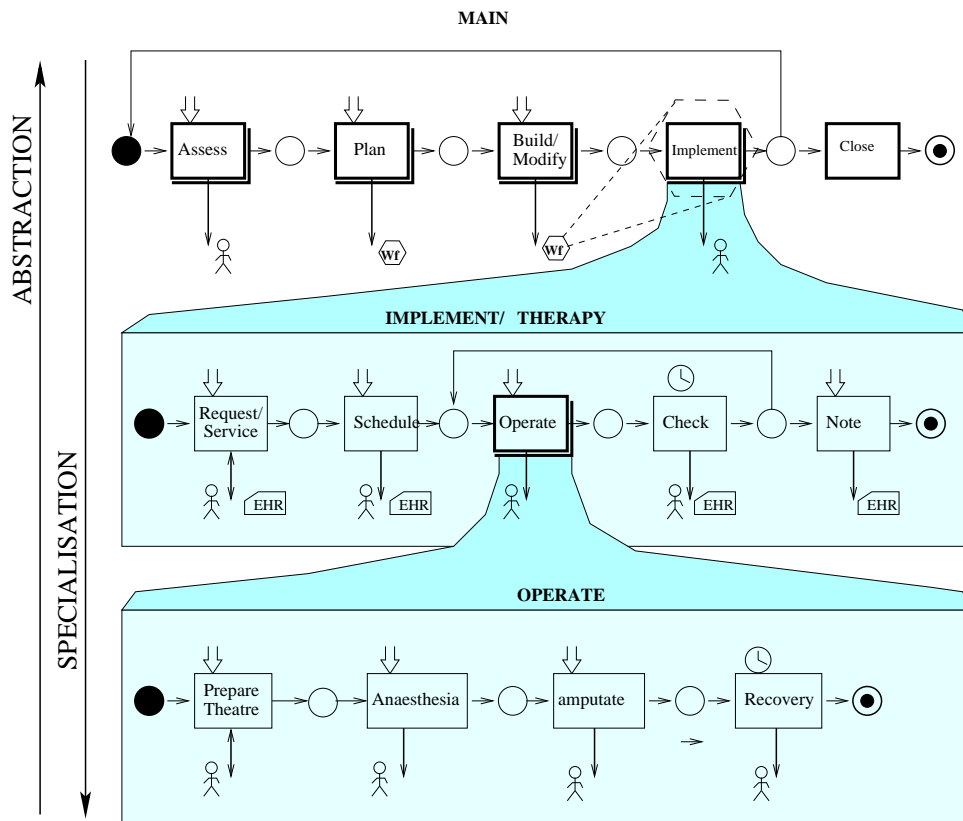 MAIN
ABSTRACTION
SPECIALISATION
Assess
Plan
Build/
Modify
Implement
Close
Wf
Wf
IMPLEMENT/ THERAPY
Request/
Service
Schedule
Operate
Check
Note
EHR
EHR
EHR
EHR
OPERATE
Prepare
Theatre
Anaesthesia
amputate
Recovery